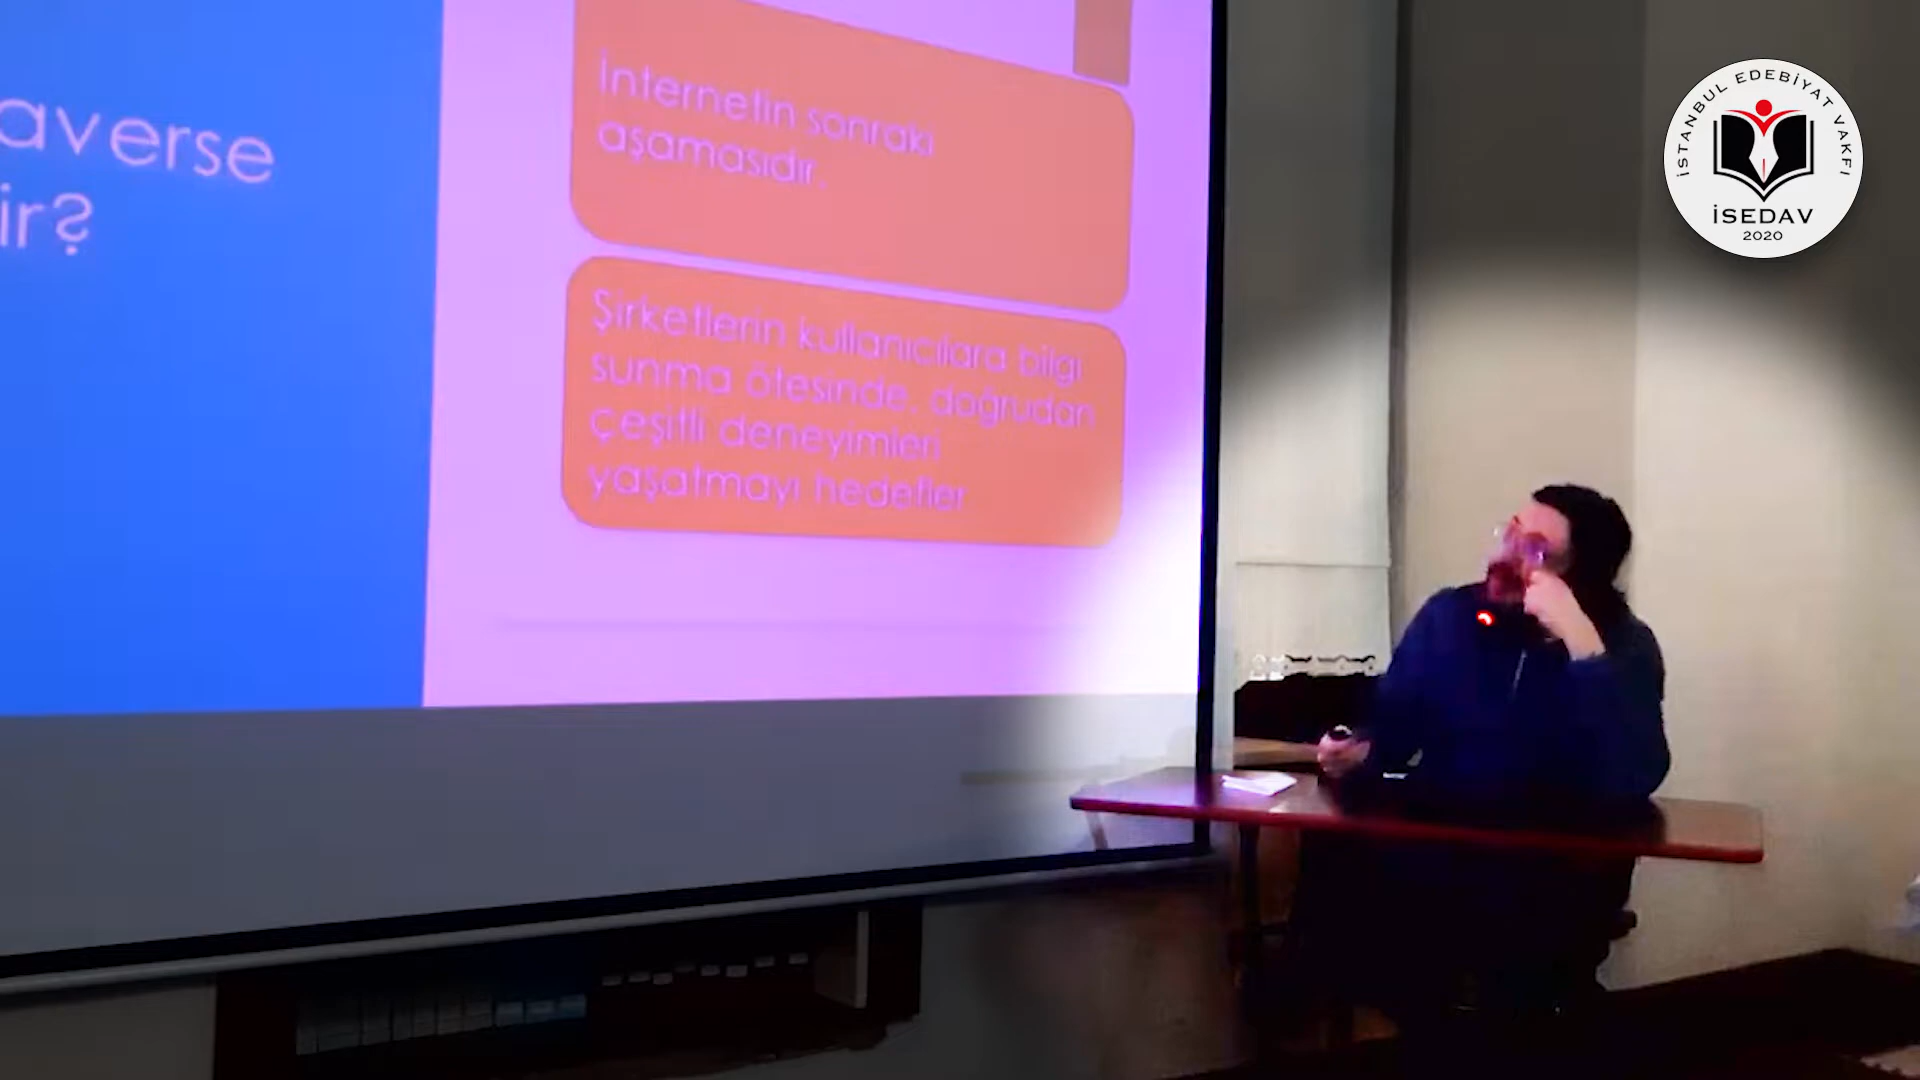 averse
ir?
İnternetin sonraki
aşamasıdır.
Şirketlerin kullanıcılara bilgi
sunma ötesinde, doğrudan
çeşitli deneyimleri
yaşatmayı hedefler
İSTANBUL EDEBİYAT VAKFI
İSEDAV
2020